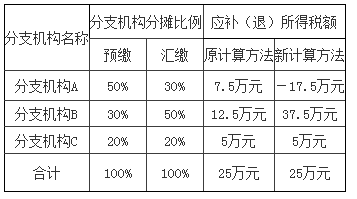 分支机构名称 分支机构分摊比例 应补（退）所得税额
预缴 汇缴 原计算方法 新计算方法
分支机构A 50% 30% 7.5万元 －17.5万元
分支机构B 30% 50% 12.5万元 37.5万元
分支机构C 20% 20% 5万元 5万元
合计 100% 100% 25万元 25万元